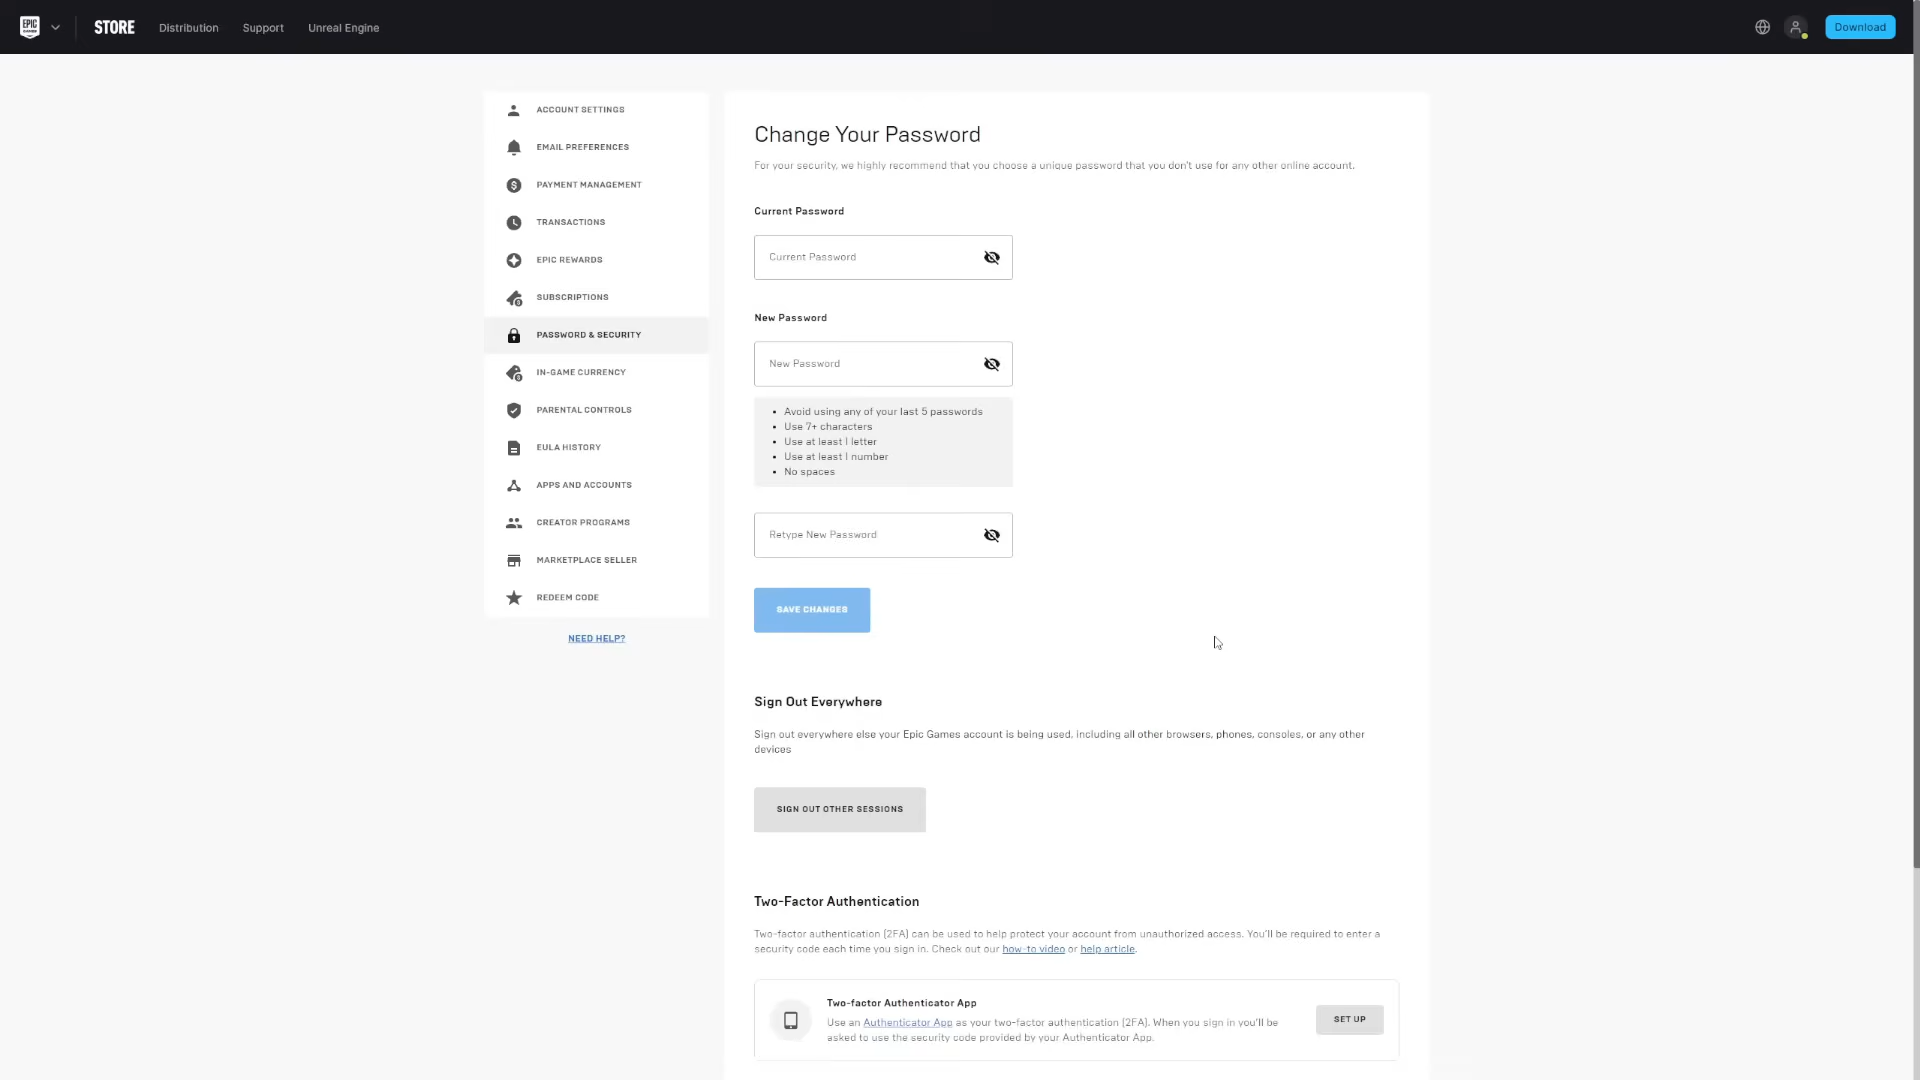 EPIC
GAMES
STORE
Distribution
Support
Unreal Engine
Download
ACCOUNT SETTINGS
EMAIL PREFERENCES
PAYMENT MANAGEMENT
TRANSACTIONS
EPIC REWARDS
SUBSCRIPTIONS
PASSWORD & SECURITY
IN-GAME CURRENCY
PARENTAL CONTROLS
EULA HISTORY
APPS AND ACCOUNTS
CREATOR PROGRAMS
MARKETPLACE SELLER
REDEEM CODE
NEED HELP?
Change Your Password
For your security, we highly recommend that you choose a unique password that you don't use for any other online account.
Current Password
Current Password
New Password
New Password
• Avoid using any of your last 5 passwords
• Use 7+ characters
• Use at least 1 letter
• Use at least 1 number
• No spaces
Retype New Password
SAVE CHANGES
Sign Out Everywhere
Sign out everywhere else your Epic Games account is being used, including all other browsers, phones, consoles, or any other
devices
SIGN OUT OTHER SESSIONS
Two-Factor Authentication
Two-factor authentication (2FA) can be used to help protect your account from unauthorized access. You'll be required to enter a
security code each time you sign in. Check out our how-to video or help article.
Two-factor Authenticator App
Use an Authenticator App as your two-factor authentication (2FA). When you sign in you'll be
asked to use the security code provided by your Authenticator App.
SET UP